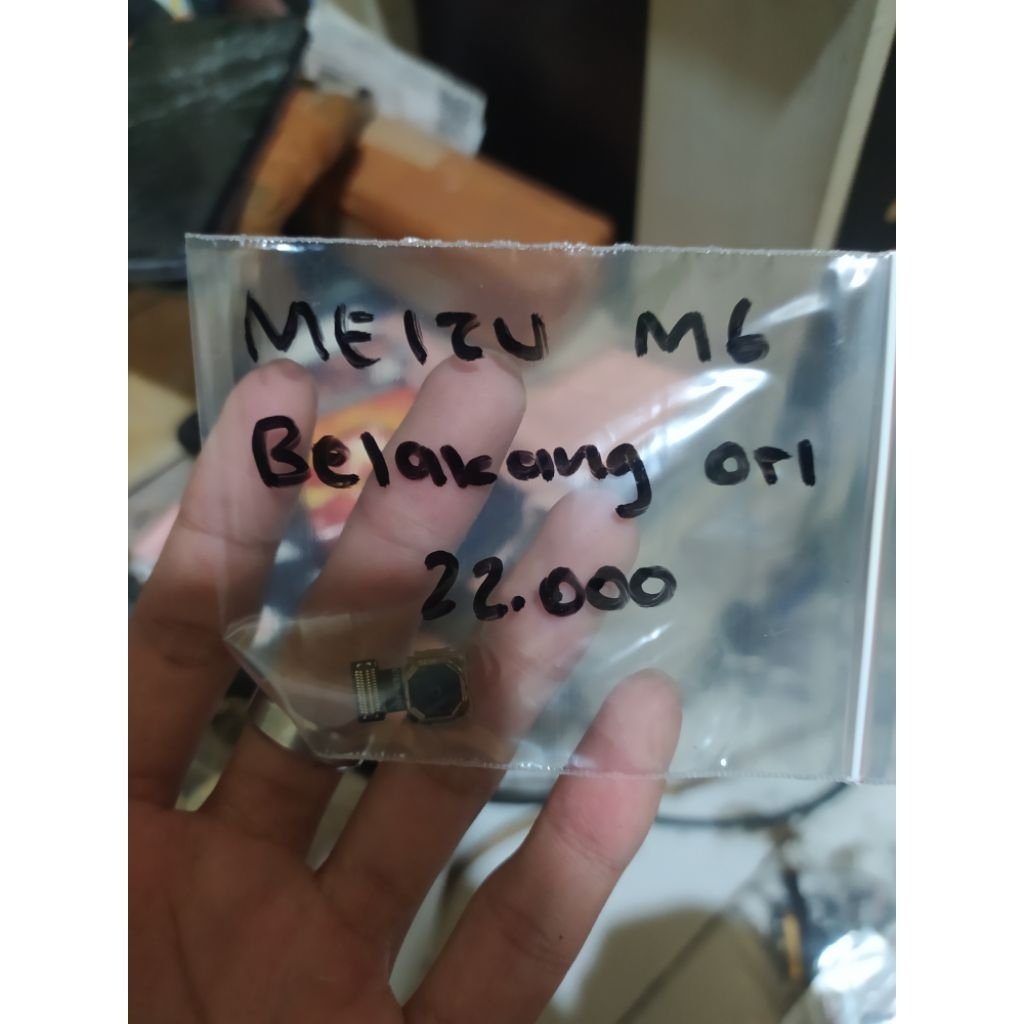 MEIZU M6
Belakang ori
22.000